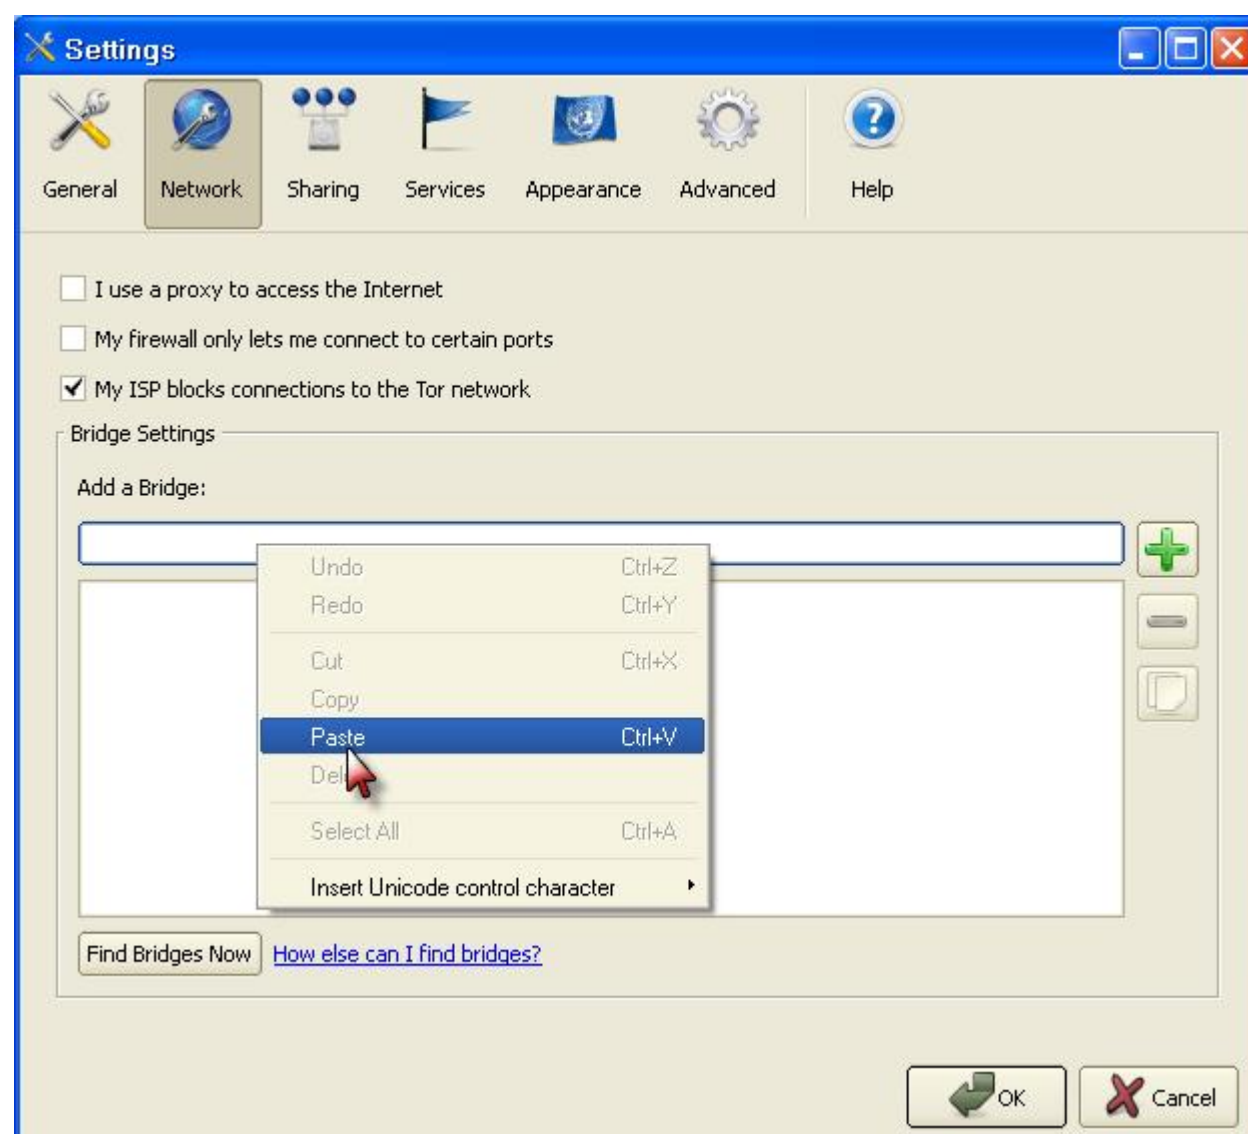 Settings
General Network Sharing Services Appearance Advanced Help
I use a proxy to access the Internet
My firewall only lets me connect to certain ports
My ISP blocks connections to the Tor network
Bridge Settings
Add a Bridge:
Undo Ctrl+Z
Redo Ctrl+Y
Cut Ctrl+X
Copy
Paste Ctrl+V
Select All Ctrl+A
Insert Unicode control character
Find Bridges Now How else can I find bridges?
OK Cancel